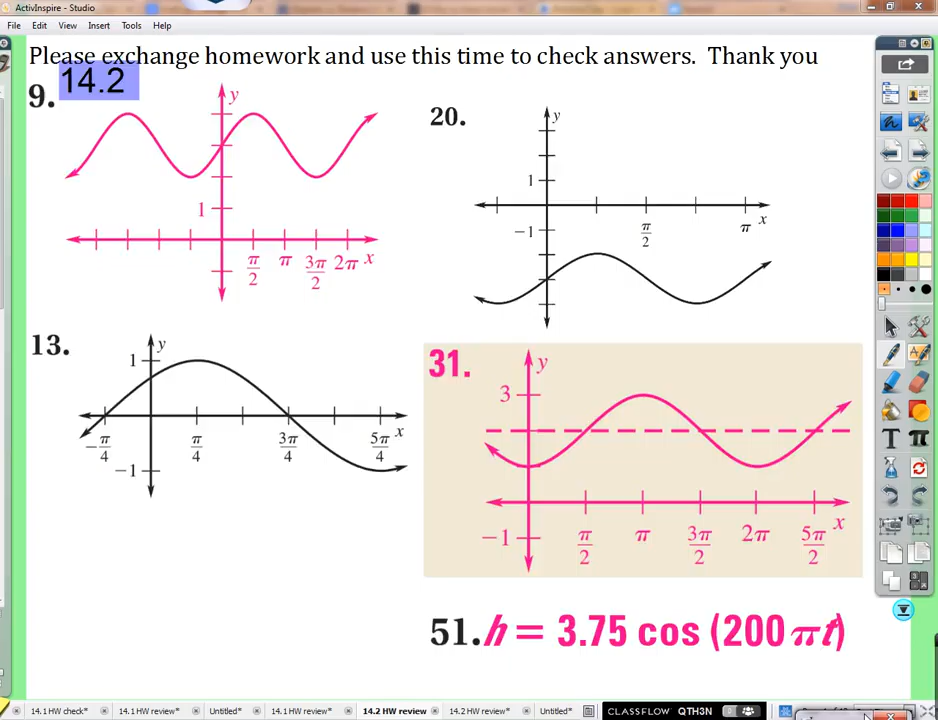 ActivInspire - Studio
File Edit View Insert Tools Help
Please exchange homework and use this time to check answers. Thank you
14.2
9.
y
1
π/2 π 3π/2 2π x
20.
y
1
−1
π/2 π x
13.
y
1
−π/4 π/4 3π/4 5π/4 x
−1
31.
y
3
−1
π/2 π 3π/2 2π 5π/2 x
51. h = 3.75 cos (200πt)
14.1 HW check* 14.1 HW review* Untitled* 14.1 HW review* 14.2 HW review 14.2 HW review* Untitled* CLASSFLOW QTH3N